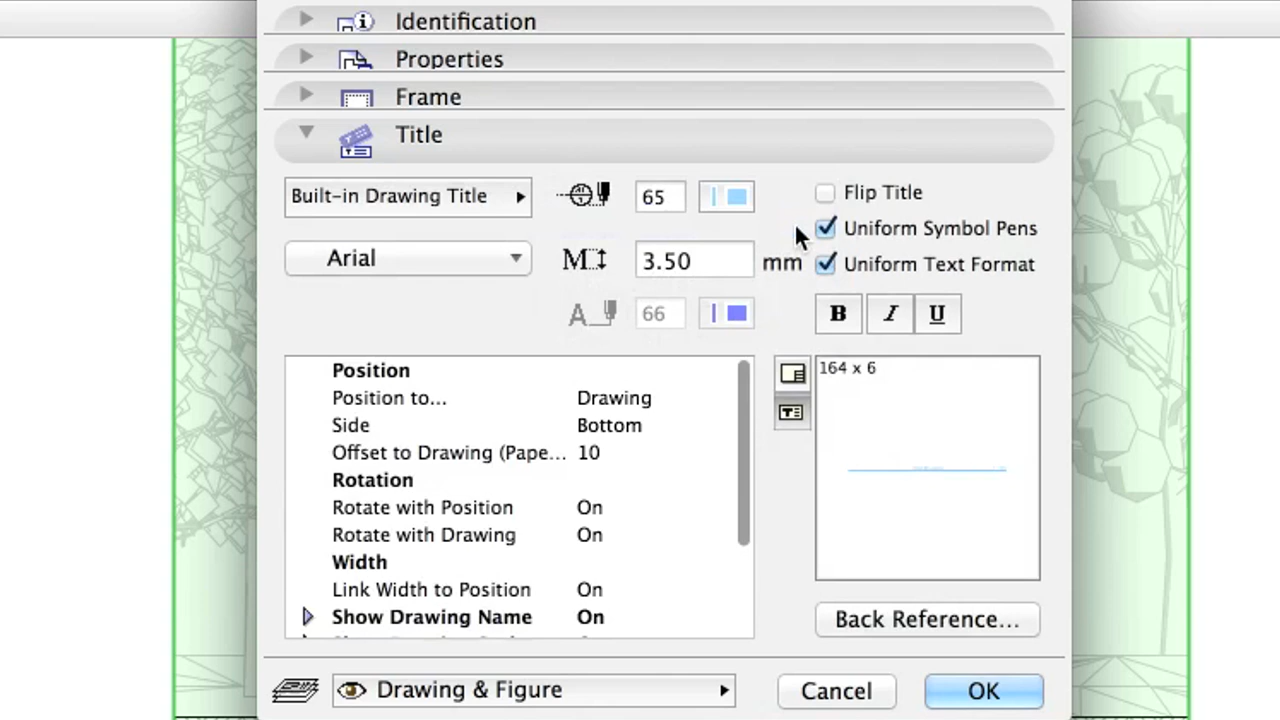 Identification
Properties
Frame
Title
Built-in Drawing Title
65
Flip Title
Uniform Symbol Pens
Arial
M
3.50
mm
Uniform Text Format
A
66
B I U
Position
Position to... Drawing
Side Bottom
Offset to Drawing (Pape... 10
Rotation
Rotate with Position On
Rotate with Drawing On
Width
Link Width to Position On
Show Drawing Name On
164 x 6
Back Reference...
Drawing & Figure
Cancel
OK